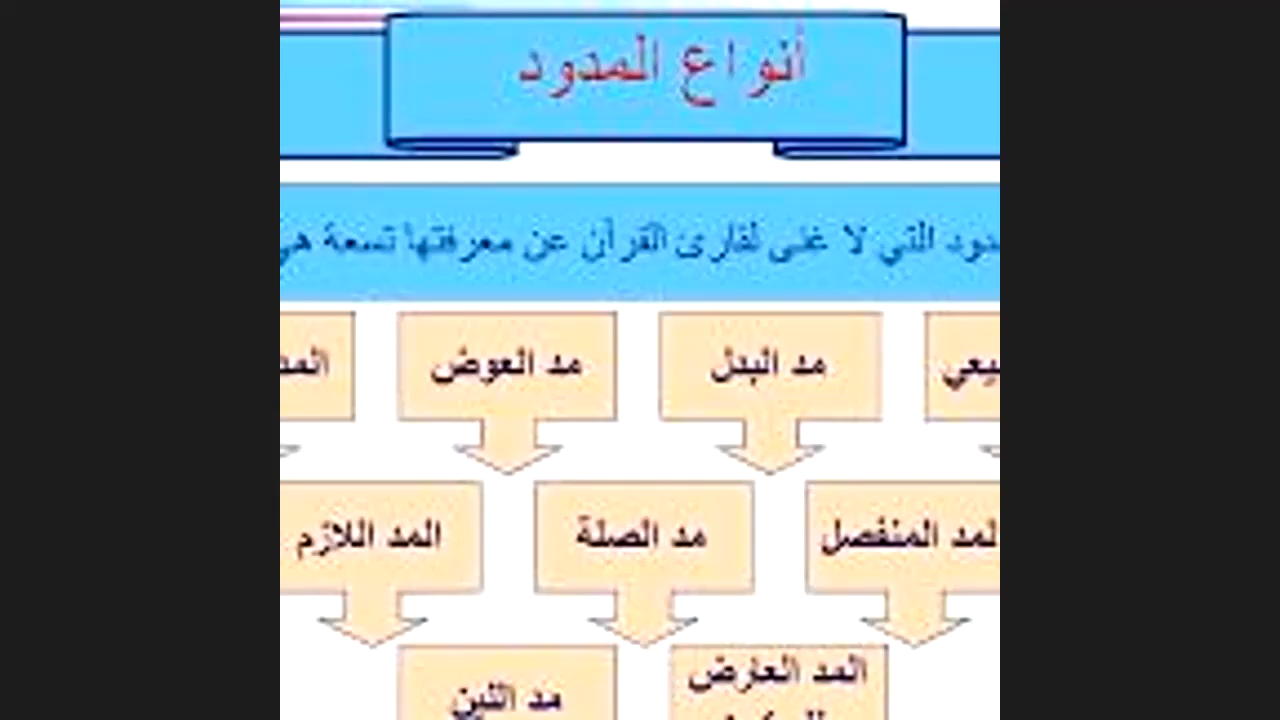 أنواع المدود
التي لا غنى لقارئ القرآن عن معرفتها تسعة هي
مد البدل
مد العوض
المنفصل
مد الصلة
المد اللازم
المد العارض
مد اللين